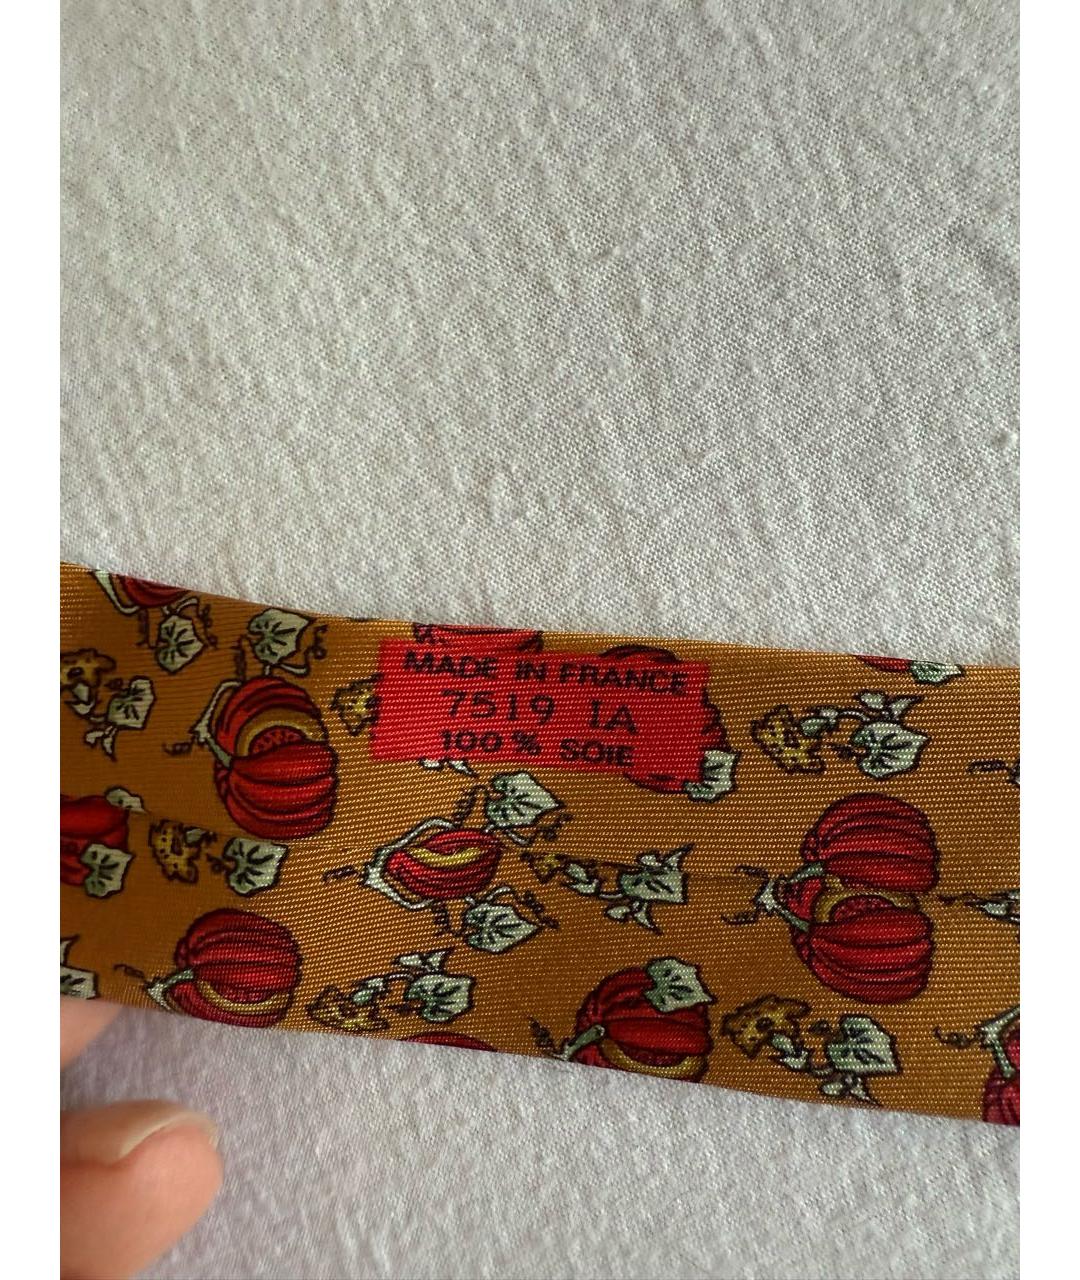 MADE IN FRANCE
7519 IA
100% SOIE